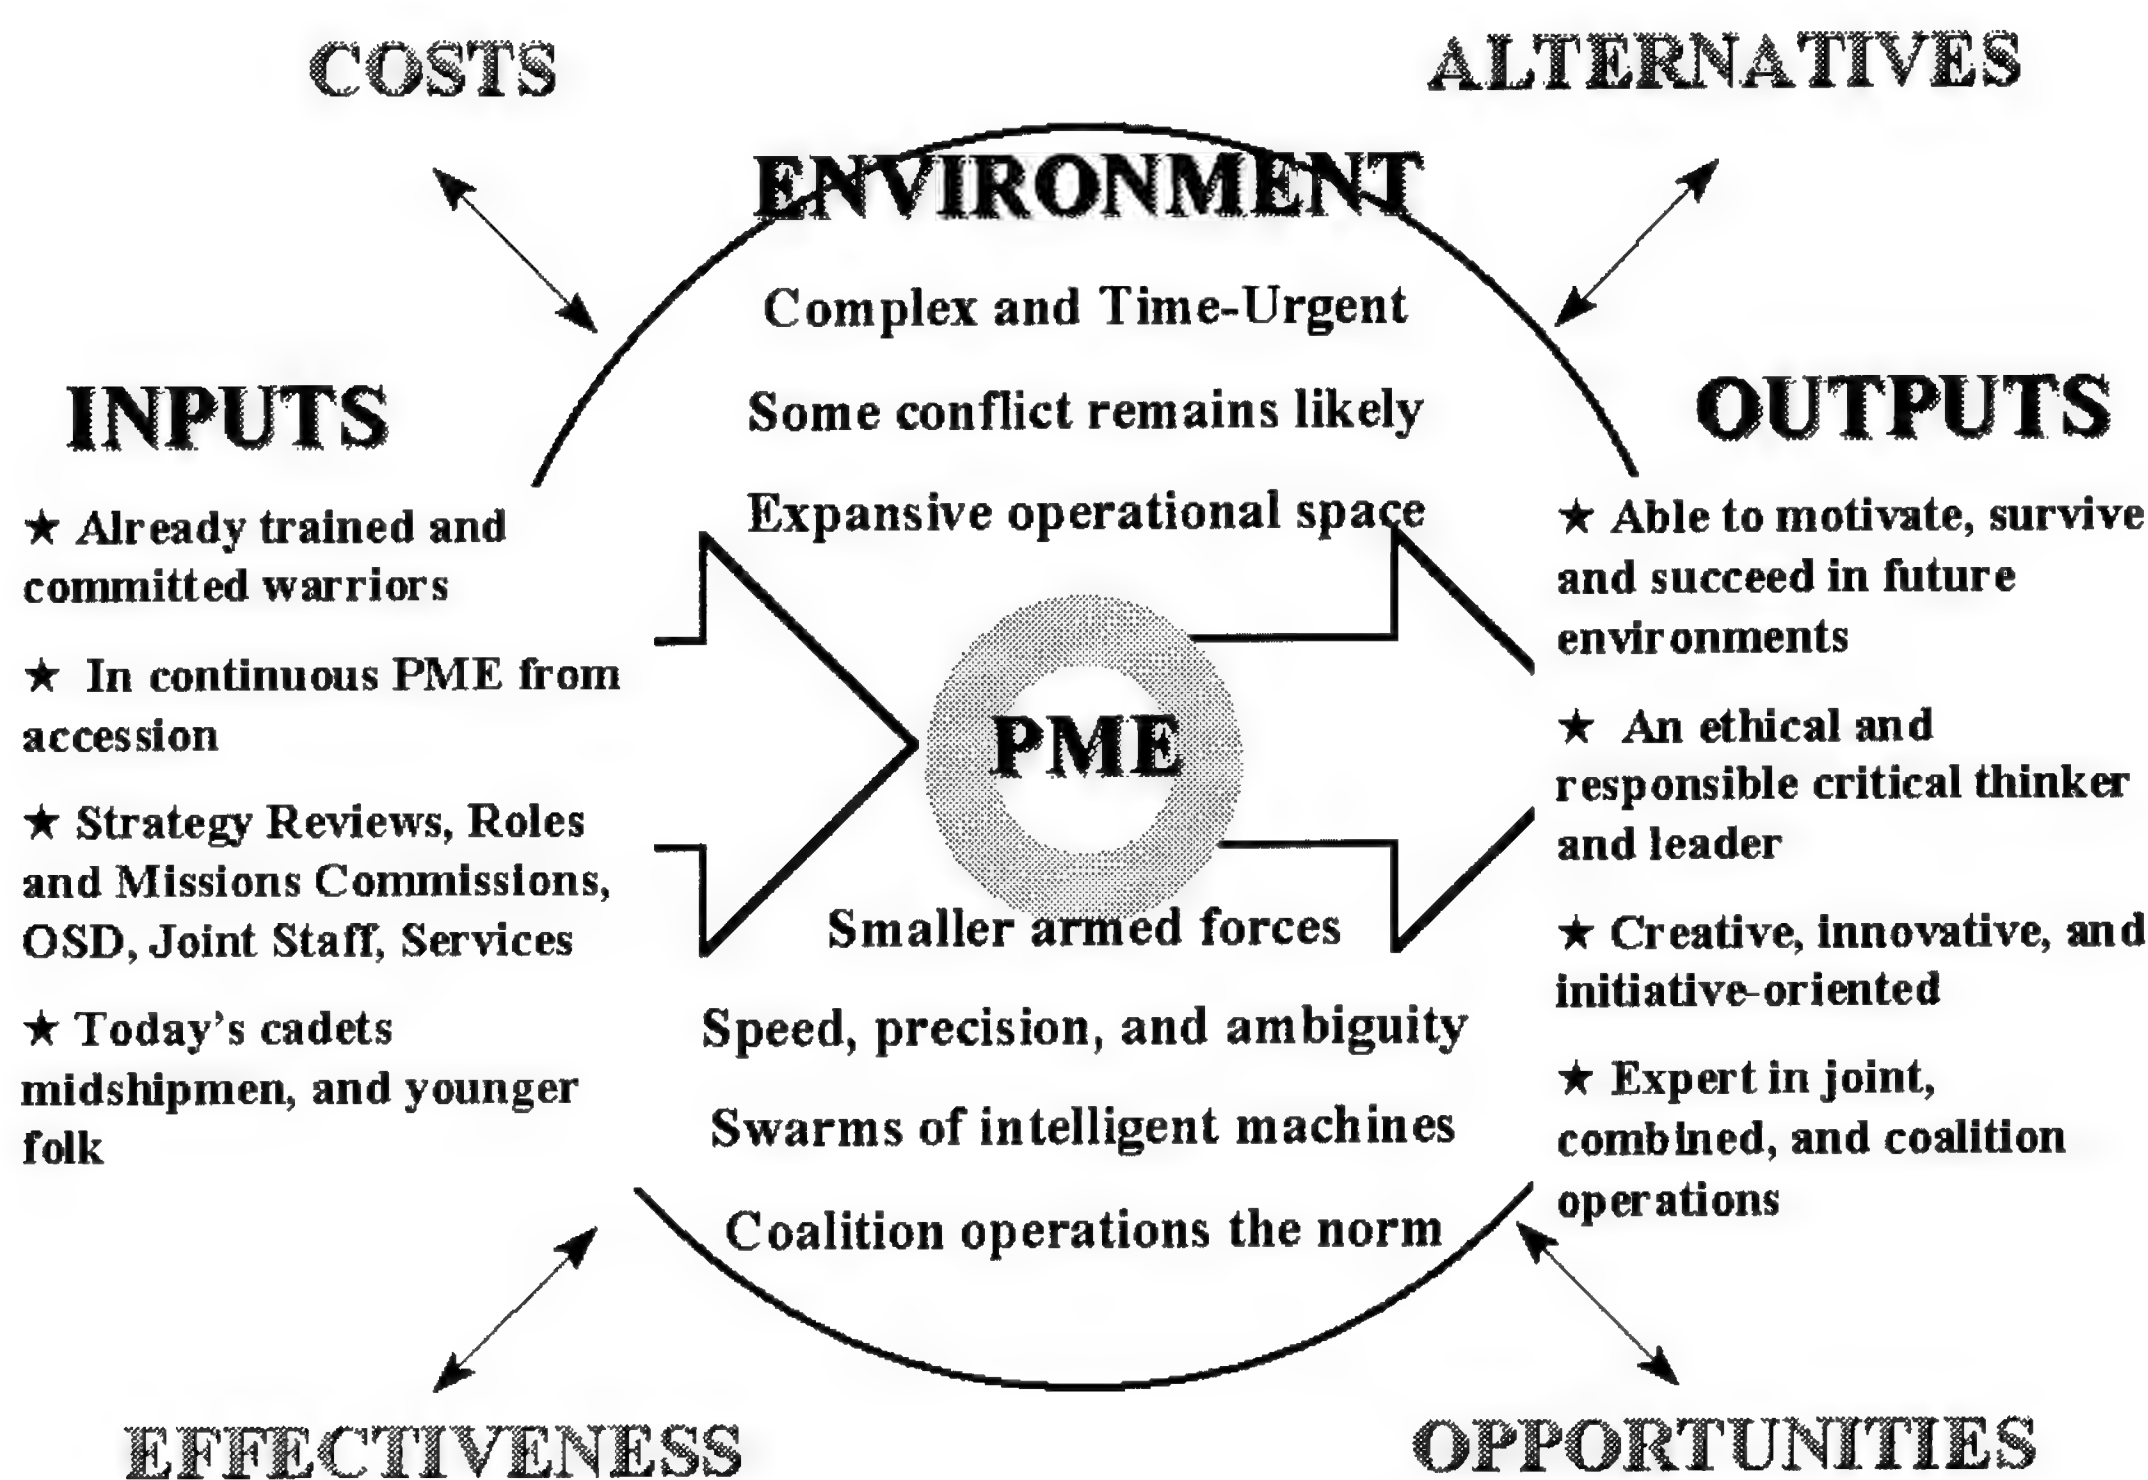 COSTS
ALTERNATIVES
ENVIRONMENT
Complex and Time-Urgent
Some conflict remains likely
Expansive operational space
INPUTS
★ Already trained and
committed warriors
★ In continuous PME from
accession
★ Strategy Reviews, Roles
and Missions Commissions,
OSD, Joint Staff, Services
★ Today's cadets
midshipmen, and younger
folk
PME
Smaller armed forces
Speed, precision, and ambiguity
Swarms of intelligent machines
Coalition operations the norm
OUTPUTS
★ Able to motivate, survive
and succeed in future
environments
★ An ethical and
responsible critical thinker
and leader
★ Creative, innovative, and
initiative-oriented
★ Expert in joint,
combined, and coalition
operations
EFFECTIVENESS
OPPORTUNITIES